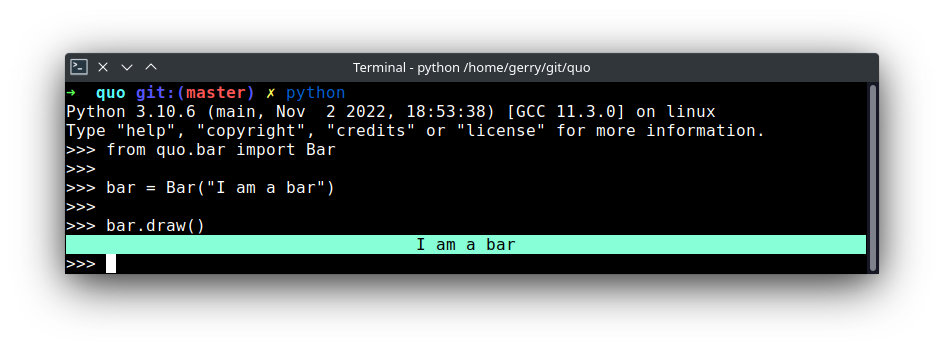 Terminal - python /home/gerry/git/quo
➜  quo git:(master) ✗ python
Python 3.10.6 (main, Nov  2 2022, 18:53:38) [GCC 11.3.0] on linux
Type "help", "copyright", "credits" or "license" for more information.
>>> from quo.bar import Bar
>>>
>>> bar = Bar("I am a bar")
>>>
>>> bar.draw()
I am a bar
>>>